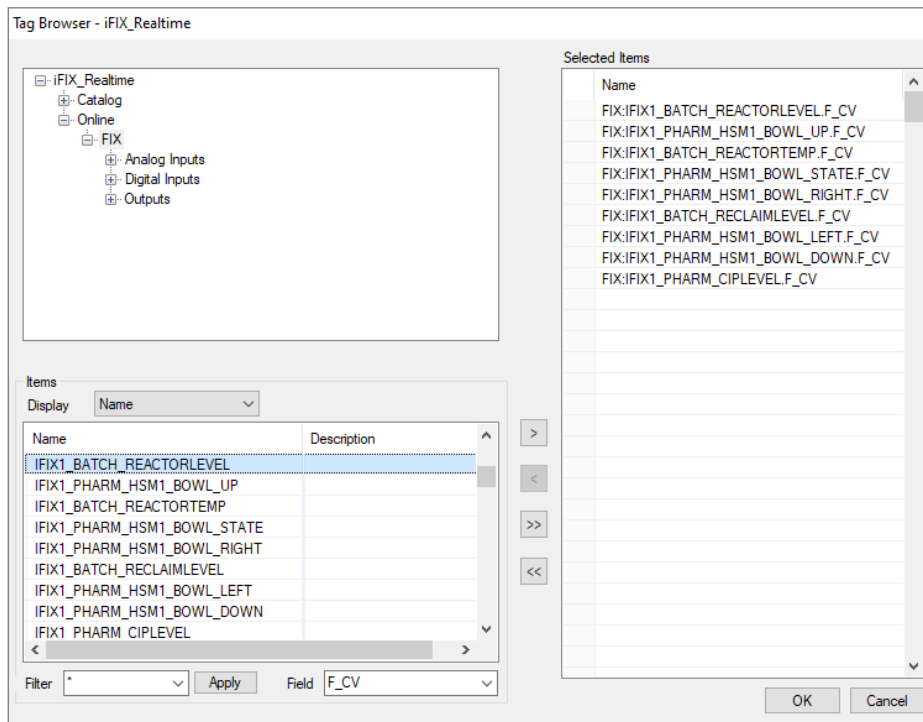 Tag Browser - iFIX_Realtime
iFIX_Realtime
Catalog
Online
FIX
Analog Inputs
Digital Inputs
Outputs
Items
Display Name
Name Description
IFIX1_BATCH_REACTORLEVEL
IFIX1_PHARM_HSM1_BOWL_UP
IFIX1_BATCH_REACTORTEMP
IFIX1_PHARM_HSM1_BOWL_STATE
IFIX1_PHARM_HSM1_BOWL_RIGHT
IFIX1_BATCH_RECLAIMLEVEL
IFIX1_PHARM_HSM1_BOWL_LEFT
IFIX1_PHARM_HSM1_BOWL_DOWN
IFIX1_PHARM_CIPLEVEL
Filter * Apply Field F_CV
>
<
>>
<<
Selected Items
Name
FIX:IFIX1_BATCH_REACTORLEVEL.F_CV
FIX:IFIX1_PHARM_HSM1_BOWL_UP.F_CV
FIX:IFIX1_BATCH_REACTORTEMP.F_CV
FIX:IFIX1_PHARM_HSM1_BOWL_STATE.F_CV
FIX:IFIX1_PHARM_HSM1_BOWL_RIGHT.F_CV
FIX:IFIX1_BATCH_RECLAIMLEVEL.F_CV
FIX:IFIX1_PHARM_HSM1_BOWL_LEFT.F_CV
FIX:IFIX1_PHARM_HSM1_BOWL_DOWN.F_CV
FIX:IFIX1_PHARM_CIPLEVEL.F_CV
OK Cancel